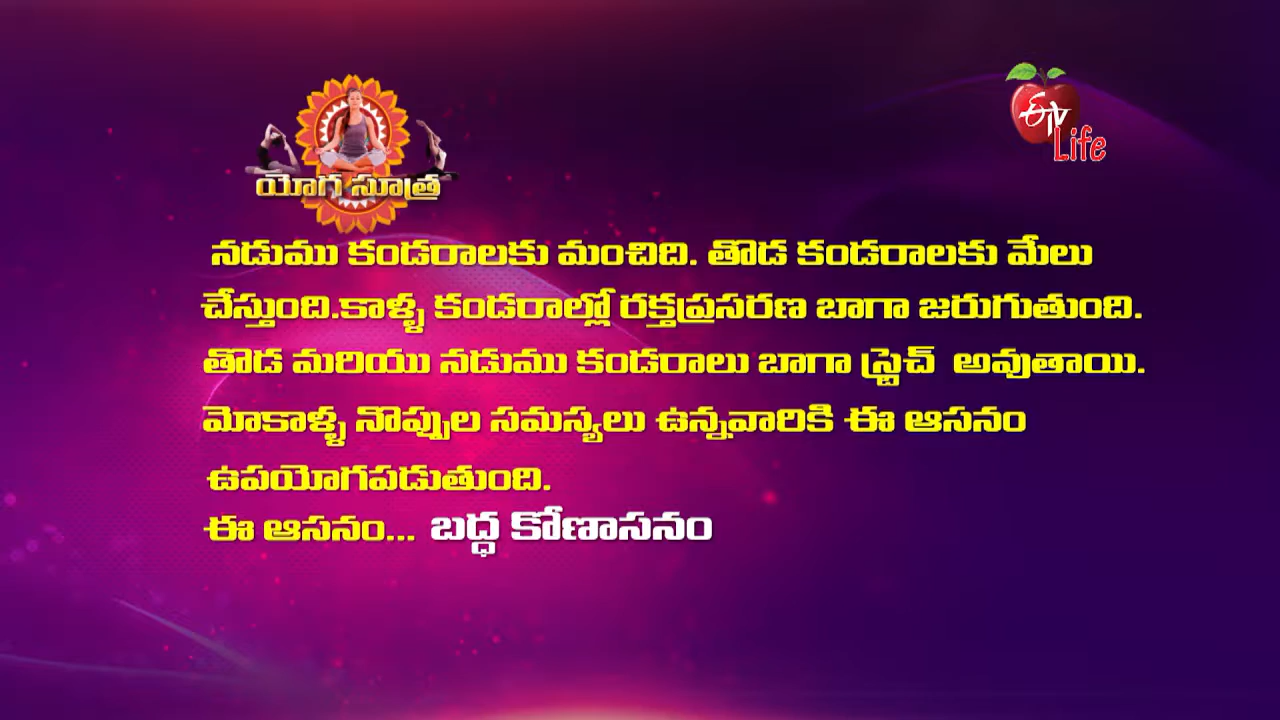 యోగ సూత్ర
ETV
Life
నడుము కండరాలకు మంచిది. తొడ కండరాలకు మేలు
చేస్తుంది.కాళ్ళ కండరాల్లో రక్తప్రసరణ బాగా జరుగుతుంది.
తొడ మరియు నడుము కండరాలు బాగా స్ట్రెచ్ అవుతాయి.
మోకాళ్ళ నొప్పుల సమస్యలు ఉన్నవారికి ఈ ఆసనం
ఉపయోగపడుతుంది.
ఈ ఆసనం... బద్ధ కోణాసనం